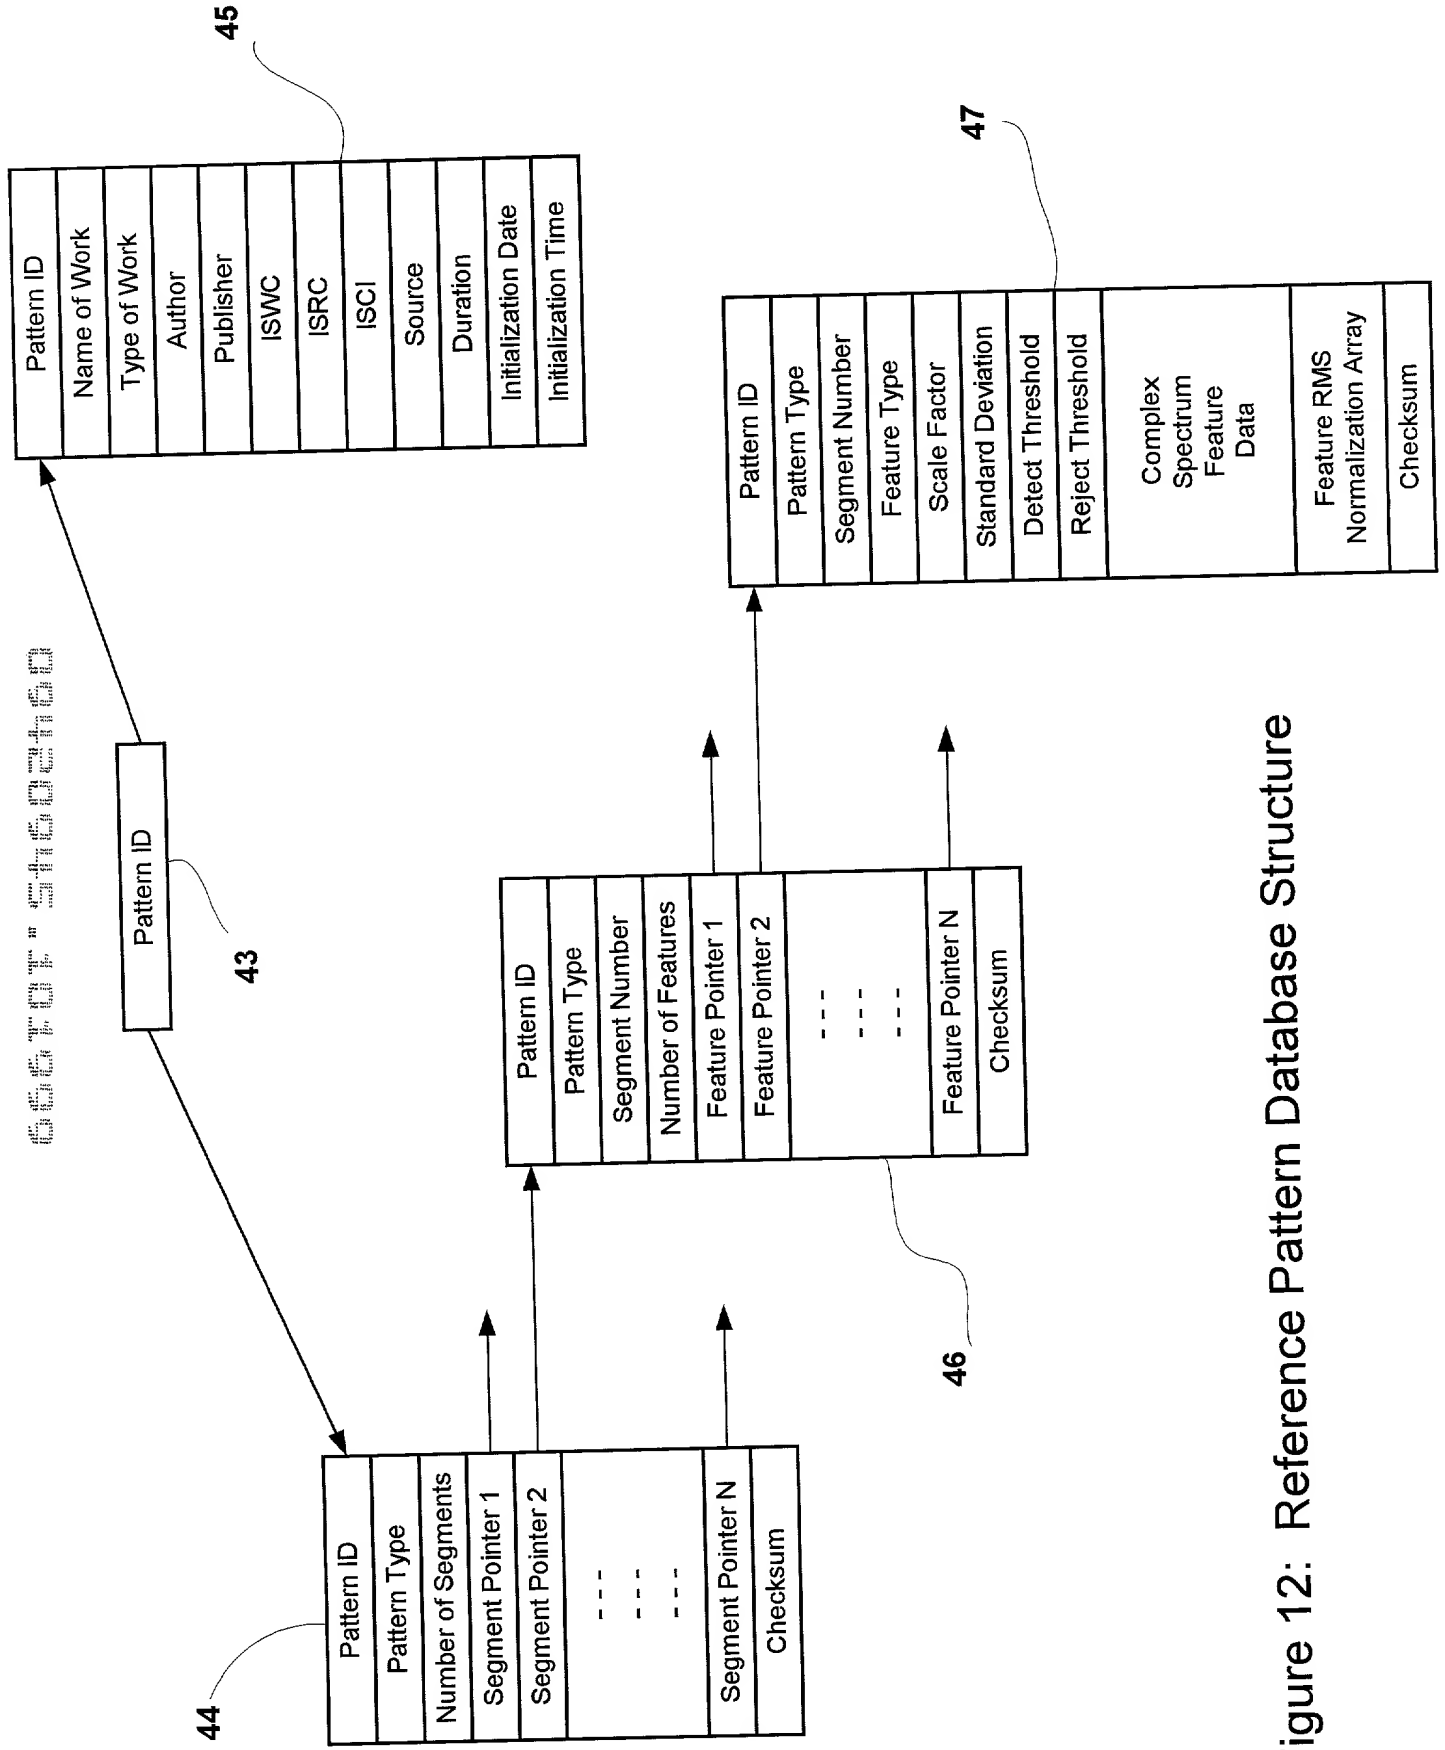 Pattern ID
43
44
Pattern ID
Pattern Type
Number of Segments
Segment Pointer 1
Segment Pointer 2
- - -
- - -
- - -
Segment Pointer N
Checksum
Pattern ID
Name of Work
Type of Work
Author
Publisher
ISWC
ISRC
ISCI
Source
Duration
Initialization Date
Initialization Time
45
Pattern ID
Pattern Type
Segment Number
Number of Features
Feature Pointer 1
Feature Pointer 2
- - -
- - -
- - -
Feature Pointer N
Checksum
46
Pattern ID
Pattern Type
Segment Number
Feature Type
Scale Factor
Standard Deviation
Detect Threshold
Reject Threshold
Complex
Spectrum
Feature
Data
Feature RMS
Normalization Array
Checksum
47
igure 12: Reference Pattern Database Structure